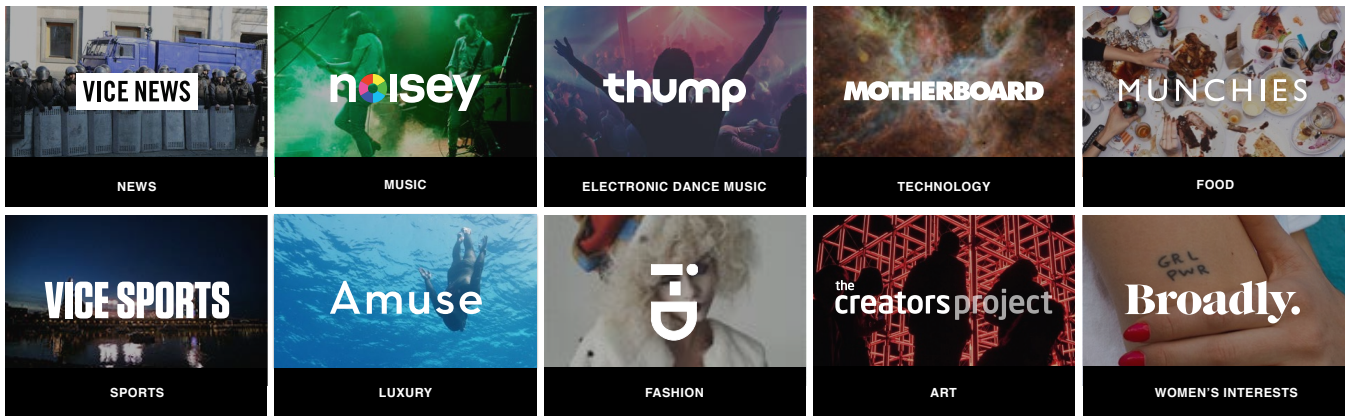 VICE NEWS
NEWS
noisey
MUSIC
thump
ELECTRONIC DANCE MUSIC
MOTHERBOARD
TECHNOLOGY
MUNCHIES
FOOD
VICE SPORTS
SPORTS
Amuse
LUXURY
i-D
FASHION
the
creators project
ART
GRL
PWR
Broadly.
WOMEN'S INTERESTS